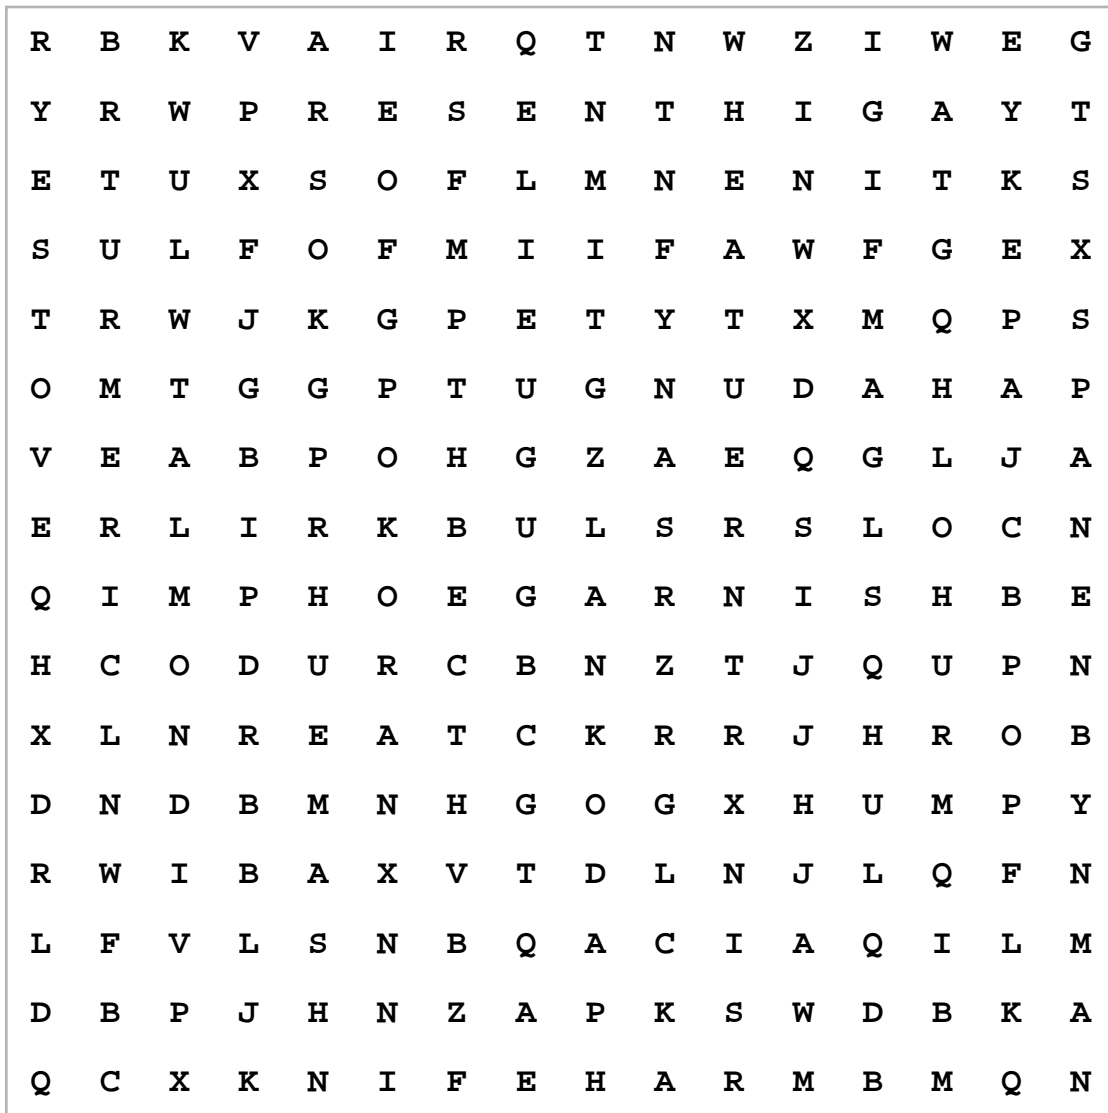 R B K V A I R Q T N W Z I W E G
Y R W P R E S E N T H I G A Y T
E T U X S O F L M N E N I T K S
S U L F O F M I I F A W F G E X
T R W J K G P E T Y T X M Q P S
O M T G G P T U G N U D A H A P
V E A B P O H G Z A E Q G L J A
E R L I R K B U L S R S L O C N
Q I M P H O E G A R N I S H B E
H C O D U R C B N Z T J Q U P N
X L N R E A T C K R R J H R O B
D N D B M N H G O G X H U M P Y
R W I B A X V T D L N J L Q F N
L F V L S N B Q A C I A Q I L M
D B P J H N Z A P K S W D B K A
Q C X K N I F E H A R M B M Q N